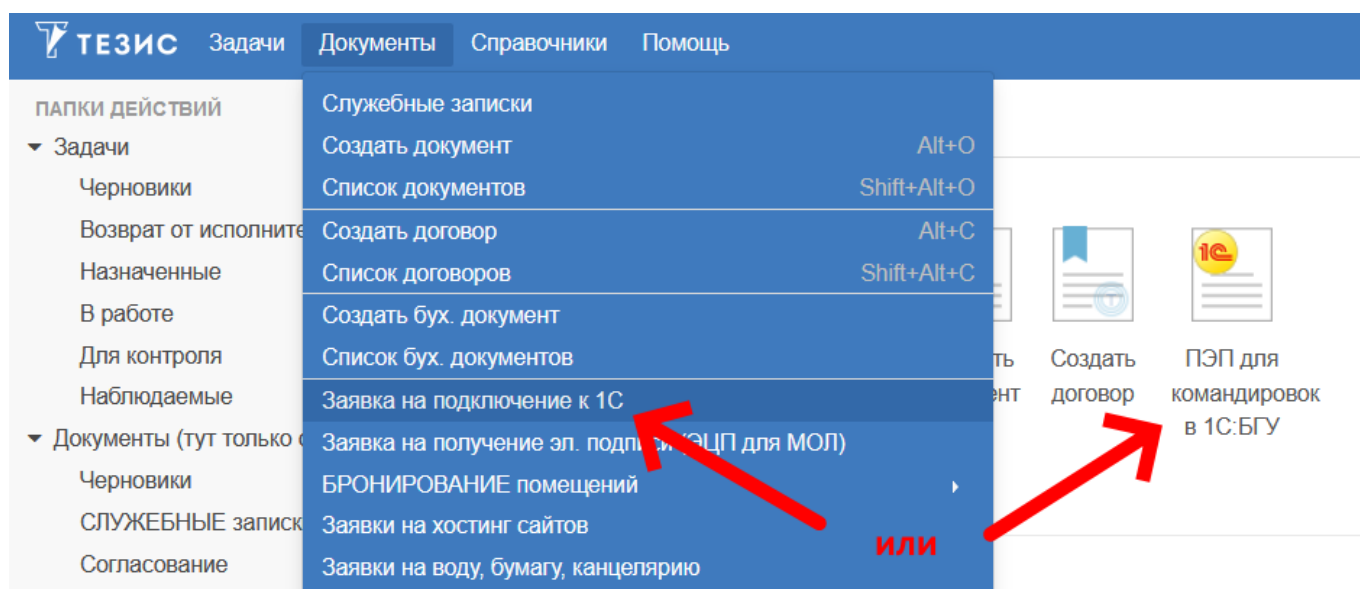 ТЕЗИС Задачи Документы Справочники Помощь
ПАПКИ ДЕЙСТВИЙ
Задачи
Черновики
Возврат от исполните
Назначенные
В работе
Для контроля
Наблюдаемые
Документы (тут только
Черновики
СЛУЖЕБНЫЕ записк
Согласование
Служебные записки
Создать документ Alt+O
Список документов Shift+Alt+O
Создать договор Alt+C
Список договоров Shift+Alt+C
Создать бух. документ
Список бух. документов
Заявка на подключение к 1С
Заявка на получение эл. подписи (ЭЦП для МОЛ)
БРОНИРОВАНИЕ помещений
Заявки на хостинг сайтов
Заявки на воду, бумагу, канцелярию
или
1С
ть
ент
Создать
договор
ПЭП для
командировок
в 1С:БГУ